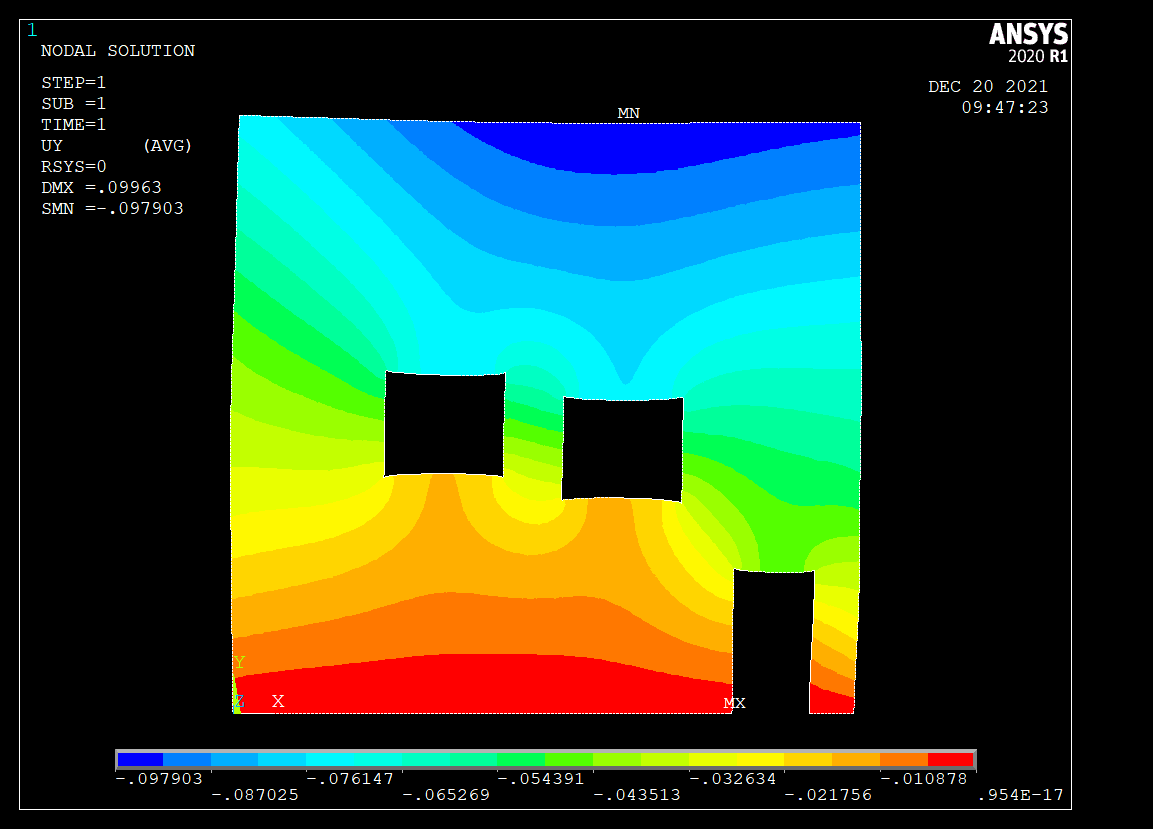 1
ANSYS
2020 R1
NODAL SOLUTION
STEP=1
SUB =1
TIME=1
UY (AVG)
RSYS=0
DMX =.09963
SMN =-.097903
DEC 20 2021
09:47:23
MN
Y
Z X
MX
-.097903 -.076147 -.054391 -.032634 -.010878
-.087025 -.065269 -.043513 -.021756 .954E-17